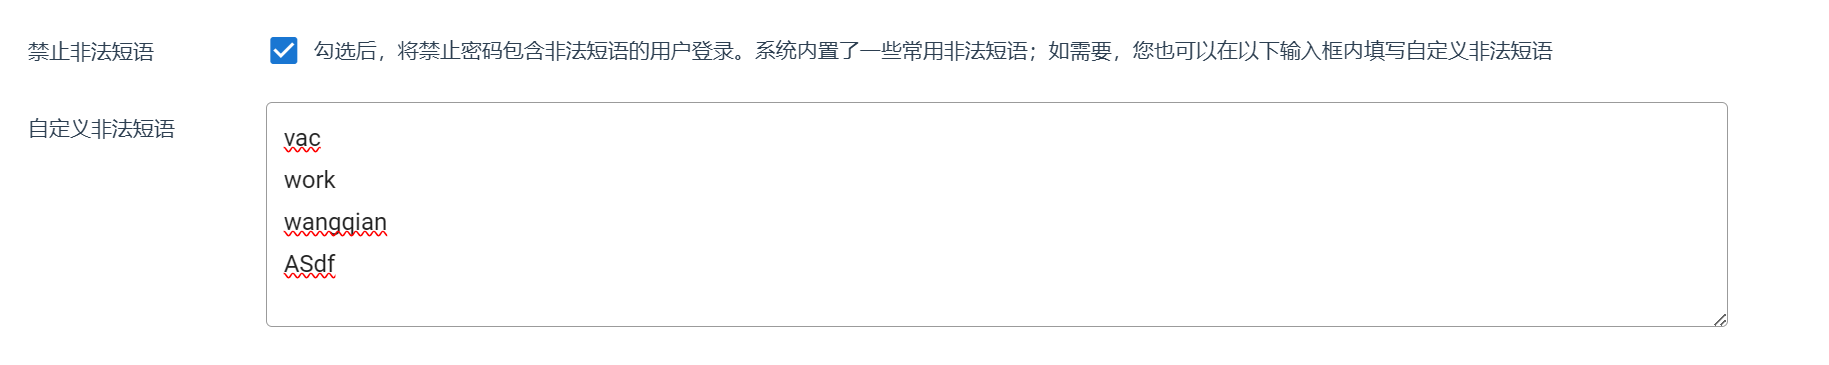 禁止非法短语
勾选后，将禁止密码包含非法短语的用户登录。系统内置了一些常用非法短语；如需要，您也可以在以下输入框内填写自定义非法短语
自定义非法短语
vac
work
wangqian
ASdf